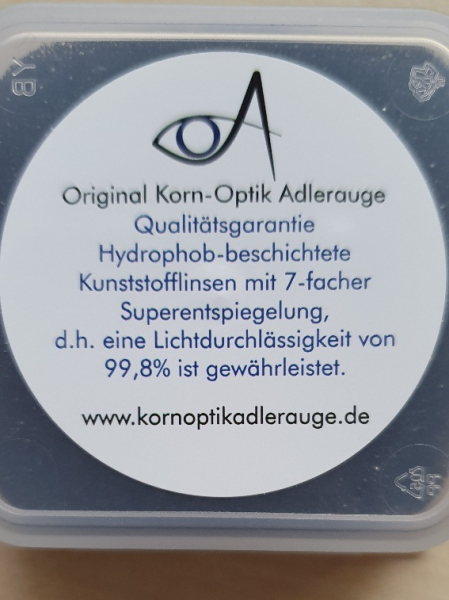 Original Korn-Optik Adlerauge
Qualitätsgarantie
Hydrophob-beschichtete
Kunststofflinsen mit 7-facher
Superentspiegelung,
d.h. eine Lichtdurchlässigkeit von
99,8% ist gewährleistet.
www.kornoptikadlerauge.de
BY